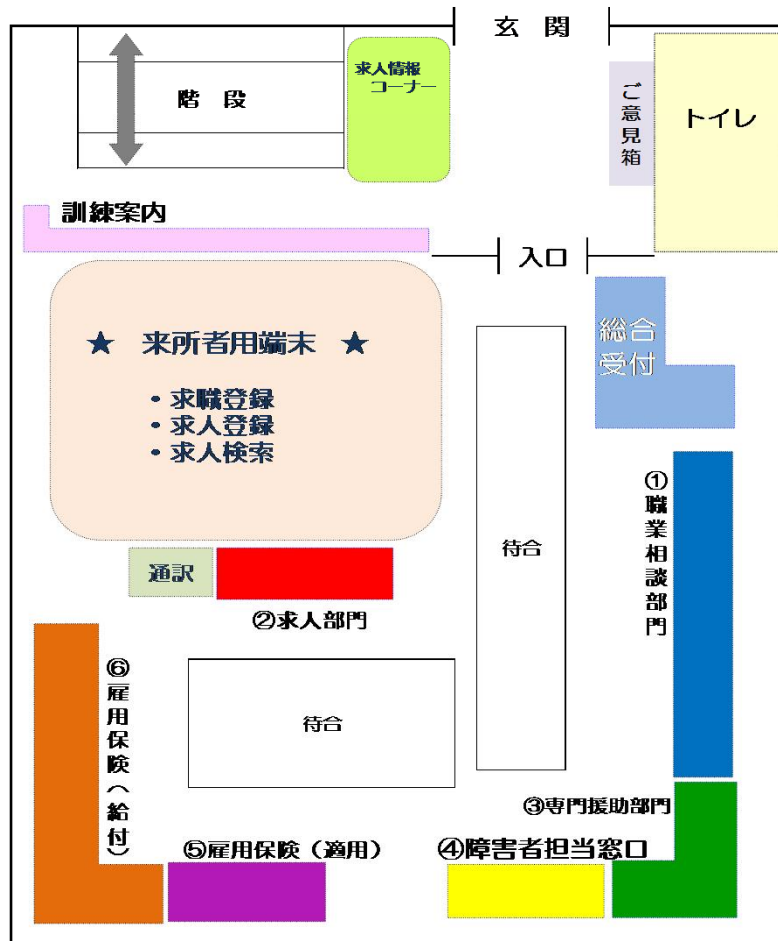 玄 関
階 段
求人情報
コーナー
ご意見箱
トイレ
訓練案内
入口
総合
受付
★ 来所者用端末 ★
・求職登録
・求人登録
・求人検索
①職業相談部門
待合
通訳
②求人部門
⑥雇用保険(給付)
待合
③専門援助部門
⑤雇用保険(適用)
④障害者担当窓口